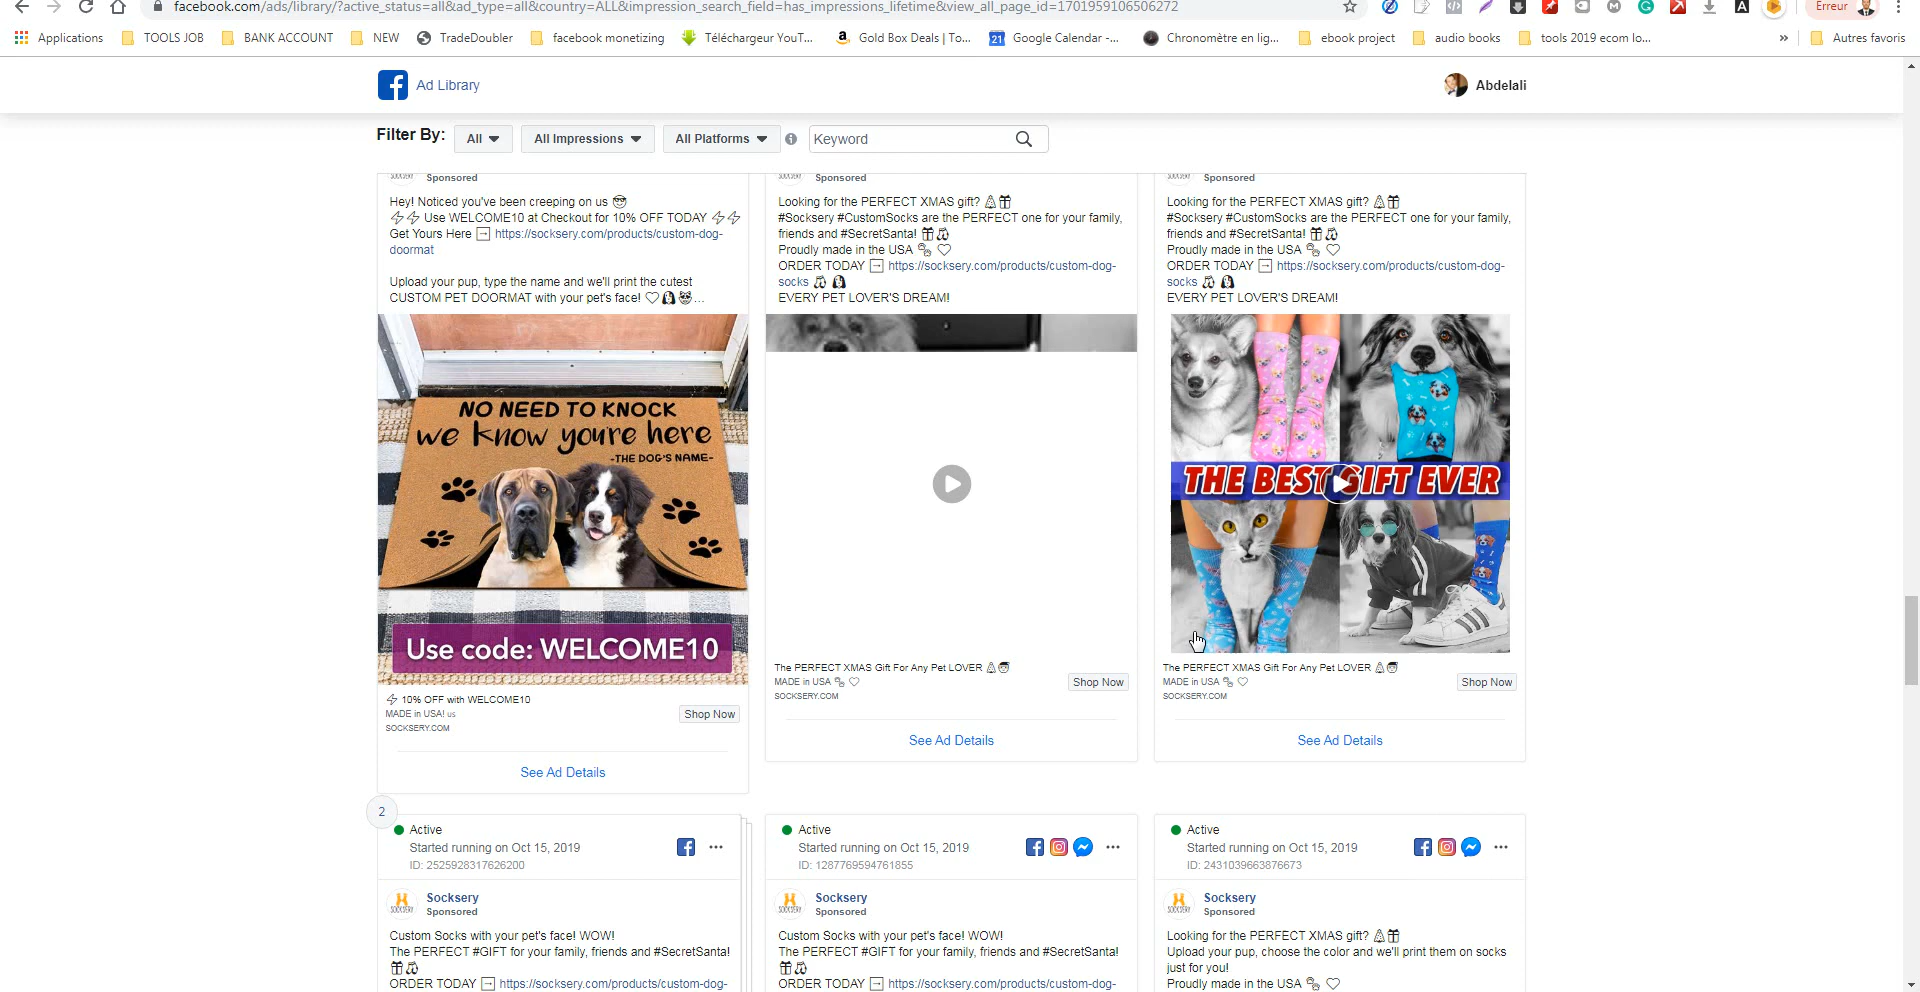 facebook.com/ads/library/?active_status=all&ad_type=all&country=ALL&impression_search_field=has_impressions_lifetime&view_all_page_id=1701959106506272
Erreur
Applications
TOOLS JOB
BANK ACCOUNT
NEW
TradeDoubler
facebook monetizing
Téléchargeur YouT...
Gold Box Deals | To...
Google Calendar -...
Chronomètre en lig...
ebook project
audio books
tools 2019 ecom lo...
»
Autres favoris
Ad Library
Abdelali
Filter By:
All
All Impressions
All Platforms
Keyword
Sponsored
Hey! Noticed you've been creeping on us
Use WELCOME10 at Checkout for 10% OFF TODAY
Get Yours Here https://socksery.com/products/custom-dog-
doormat
Upload your pup, type the name and we'll print the cutest
CUSTOM PET DOORMAT with your pet's face! ...
NO NEED TO KNOCK
we know you're here
-THE DOG'S NAME-
Use code: WELCOME10
10% OFF with WELCOME10
MADE in USA! us
SOCKSERY.COM
Shop Now
See Ad Details
Sponsored
Looking for the PERFECT XMAS gift?
#Socksery #CustomSocks are the PERFECT one for your family,
friends and #SecretSanta!
Proudly made in the USA
ORDER TODAY https://socksery.com/products/custom-dog-
socks
EVERY PET LOVER'S DREAM!
The PERFECT XMAS Gift For Any Pet LOVER
MADE in USA
SOCKSERY.COM
Shop Now
See Ad Details
Sponsored
Looking for the PERFECT XMAS gift?
#Socksery #CustomSocks are the PERFECT one for your family,
friends and #SecretSanta!
Proudly made in the USA
ORDER TODAY https://socksery.com/products/custom-dog-
socks
EVERY PET LOVER'S DREAM!
THE BEST GIFT EVER
The PERFECT XMAS Gift For Any Pet LOVER
MADE in USA
SOCKSERY.COM
Shop Now
See Ad Details
2
Active
Started running on Oct 15, 2019
ID: 2525928317626200
Socksery
Sponsored
Custom Socks with your pet's face! WOW!
The PERFECT #GIFT for your family, friends and #SecretSanta!
ORDER TODAY https://socksery.com/products/custom-dog-
Active
Started running on Oct 15, 2019
ID: 1287769594761855
Socksery
Sponsored
Custom Socks with your pet's face! WOW!
The PERFECT #GIFT for your family, friends and #SecretSanta!
ORDER TODAY https://socksery.com/products/custom-dog-
Active
Started running on Oct 15, 2019
ID: 2431039663876673
Socksery
Sponsored
Looking for the PERFECT XMAS gift?
Upload your pup, choose the color and we'll print them on socks
just for you!
Proudly made in the USA